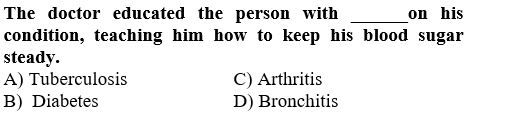 The doctor educated the person with ______on his
condition, teaching him how to keep his blood sugar
steady.
A) Tuberculosis C) Arthritis
B) Diabetes D) Bronchitis